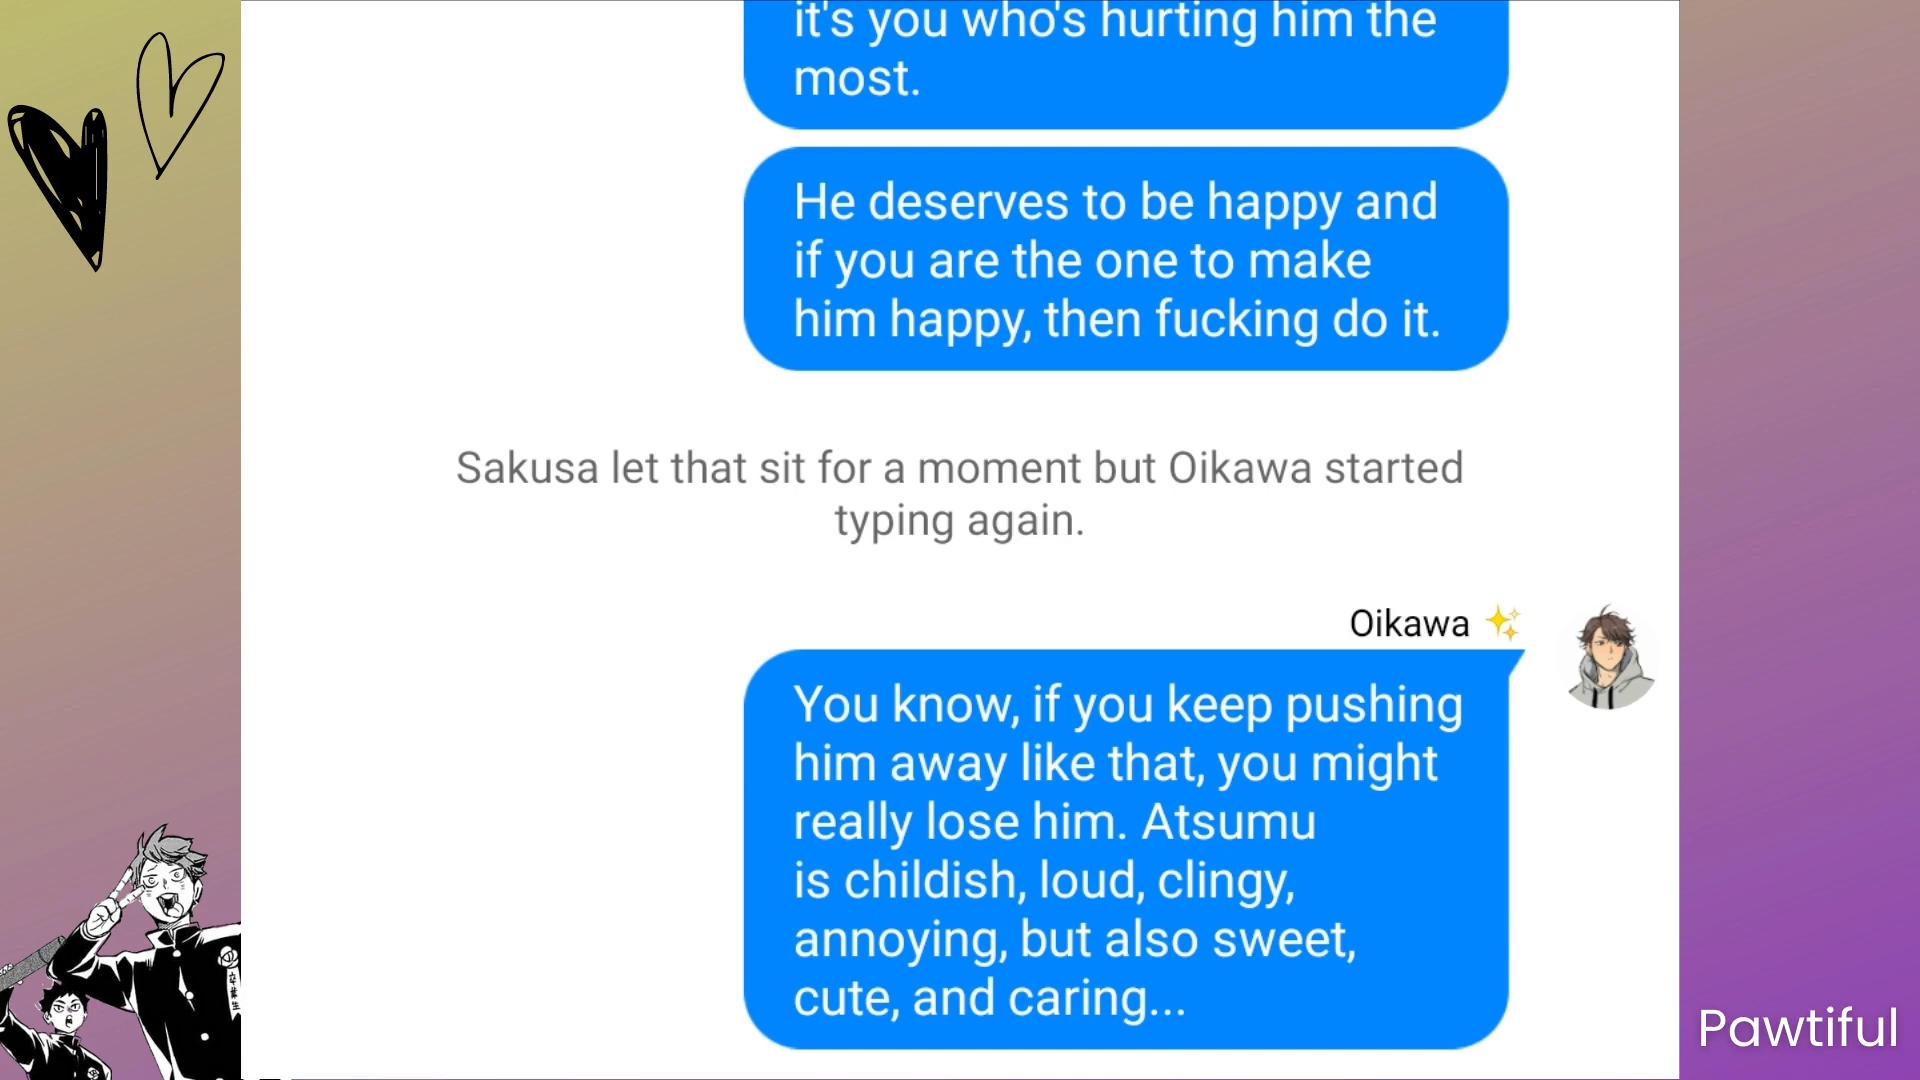 it's you who's hurting him the
most.
He deserves to be happy and
if you are the one to make
him happy, then fucking do it.
Sakusa let that sit for a moment but Oikawa started
typing again.
Oikawa ✨
You know, if you keep pushing
him away like that, you might
really lose him. Atsumu
is childish, loud, clingy,
annoying, but also sweet,
cute, and caring...
Pawtiful